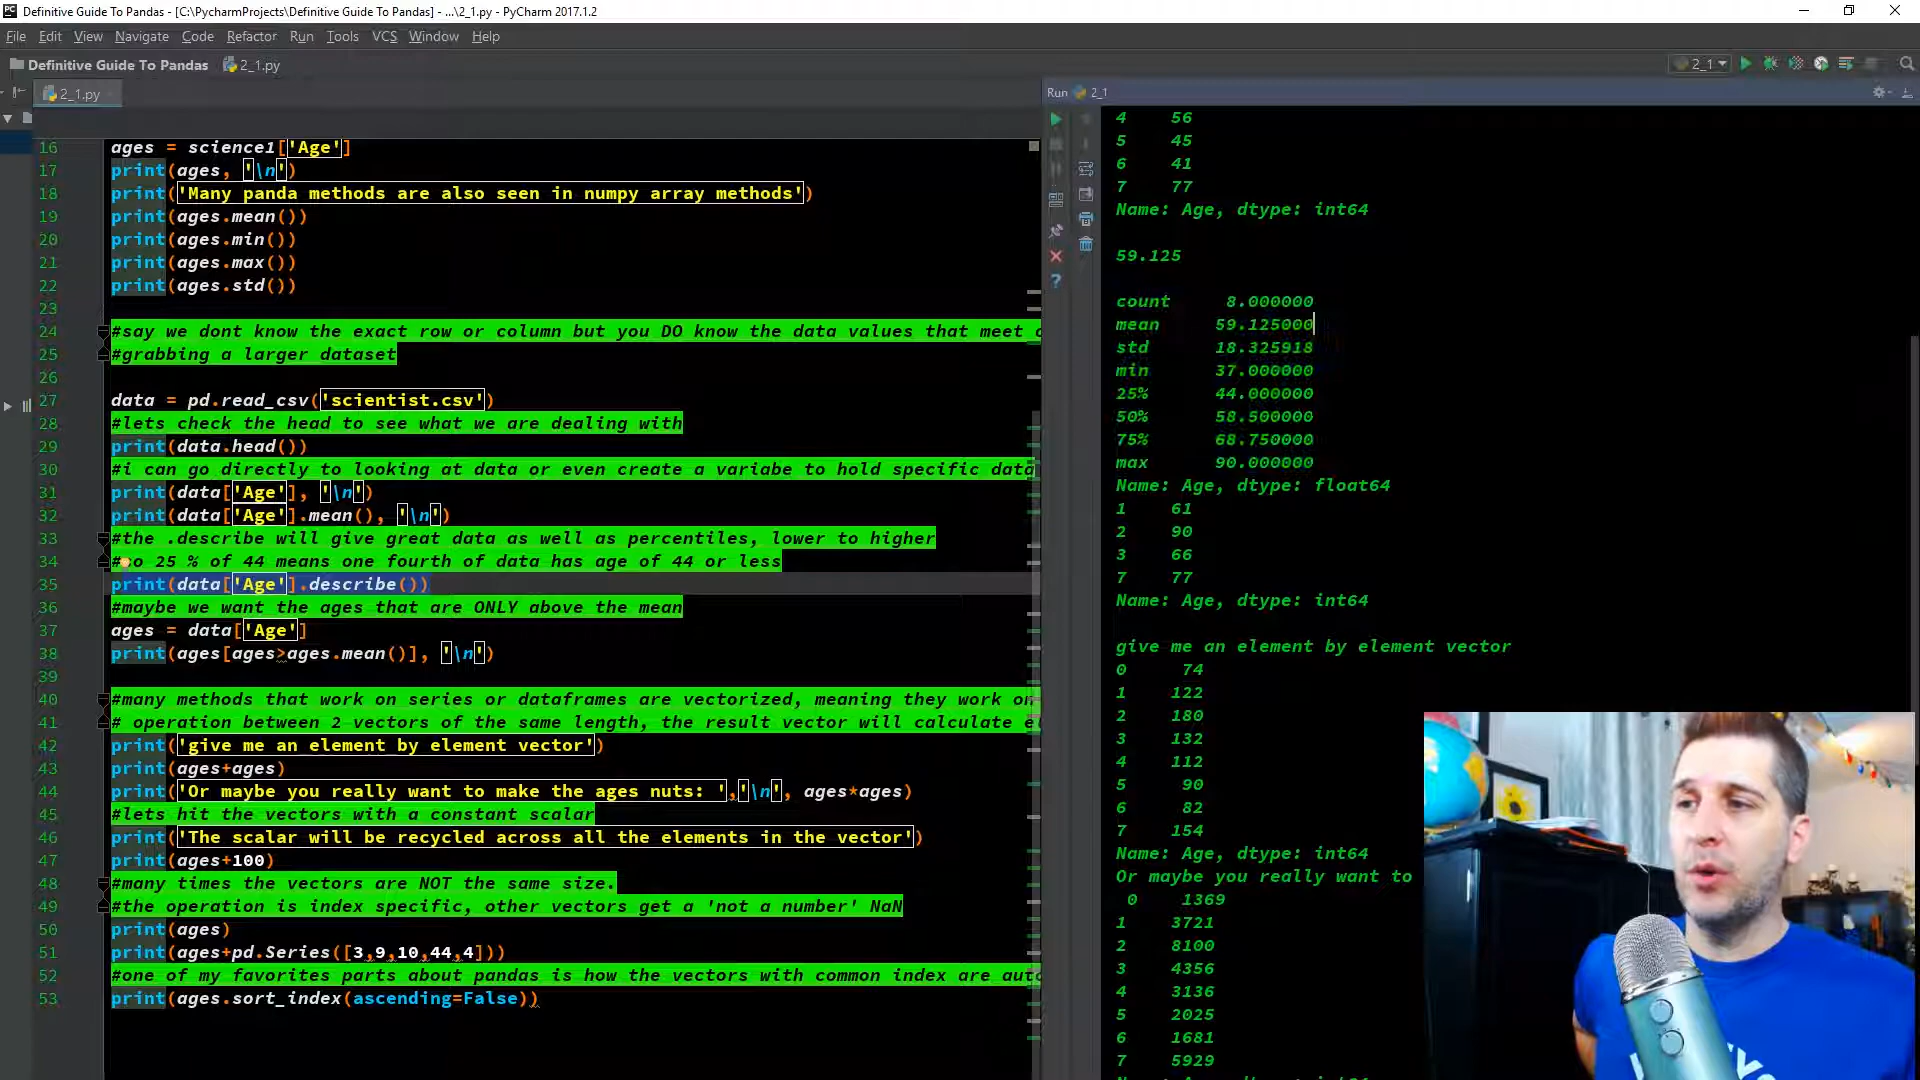 Definitive Guide To Pandas - [C:\PycharmProjects\Definitive Guide To Pandas] - ...\2_1.py - PyCharm 2017.1.2
File Edit View Navigate Code Refactor Run Tools VCS Window Help
Definitive Guide To Pandas 2_1.py
2_1
2_1.py
16 ages = science1['Age']
17 print(ages, '\n')
18 print('Many panda methods are also seen in numpy array methods')
19 print(ages.mean())
20 print(ages.min())
21 print(ages.max())
22 print(ages.std())
23
24 #say we dont know the exact row or column but you DO know the data values that meet
25 #grabbing a larger dataset
26
27 data = pd.read_csv('scientist.csv')
28 #lets check the head to see what we are dealing with
29 print(data.head())
30 #i can go directly to looking at data or even create a variabe to hold specific data
31 print(data['Age'], '\n')
32 print(data['Age'].mean(), '\n')
33 #the .describe will give great data as well as percentiles, lower to higher
34 #o 25 % of 44 means one fourth of data has age of 44 or less
35 print(data['Age'].describe())
36 #maybe we want the ages that are ONLY above the mean
37 ages = data['Age']
38 print(ages[ages>ages.mean()], '\n')
39
40 #many methods that work on series or dataframes are vectorized, meaning they work on
41 # operation between 2 vectors of the same length, the result vector will calculate
42 print('give me an element by element vector')
43 print(ages+ages)
44 print('Or maybe you really want to make the ages nuts: ','\n', ages*ages)
45 #lets hit the vectors with a constant scalar
46 print('The scalar will be recycled across all the elements in the vector')
47 print(ages+100)
48 #many times the vectors are NOT the same size.
49 #the operation is index specific, other vectors get a 'not a number' NaN
50 print(ages)
51 print(ages+pd.Series([3,9,10,44,4]))
52 #one of my favorites parts about pandas is how the vectors with common index are
53 print(ages.sort_index(ascending=False))
Run 2_1
4 56
5 45
6 41
7 77
Name: Age, dtype: int64
59.125
count 8.000000
mean 59.125000
std 18.325918
min 37.000000
25% 44.000000
50% 58.500000
75% 68.750000
max 90.000000
Name: Age, dtype: float64
1 61
2 90
3 66
7 77
Name: Age, dtype: int64
give me an element by element vector
0 74
1 122
2 180
3 132
4 112
5 90
6 82
7 154
Name: Age, dtype: int64
Or maybe you really want to
0 1369
1 3721
2 8100
3 4356
4 3136
5 2025
6 1681
7 5929